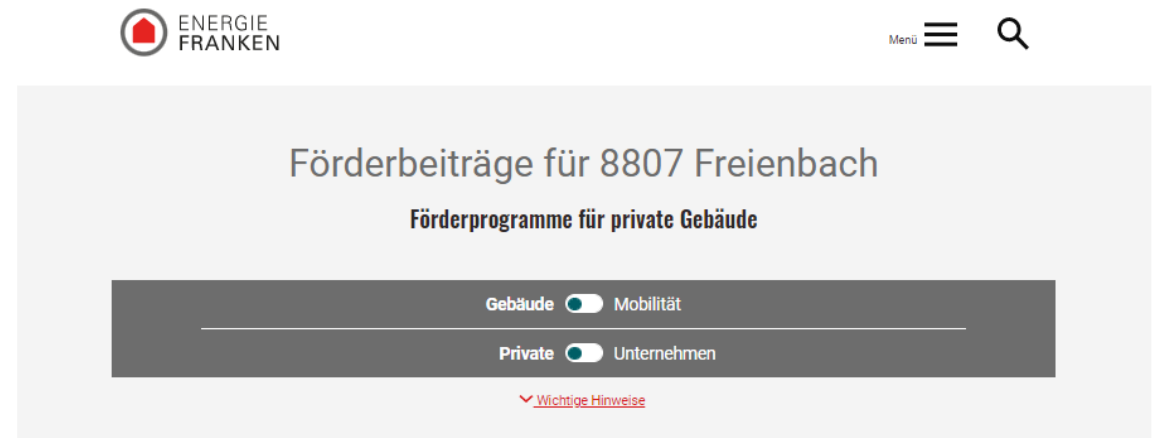 ENERGIE
FRANKEN
Menü
Förderbeiträge für 8807 Freienbach
Förderprogramme für private Gebäude
Gebäude Mobilität
Private Unternehmen
Wichtige Hinweise